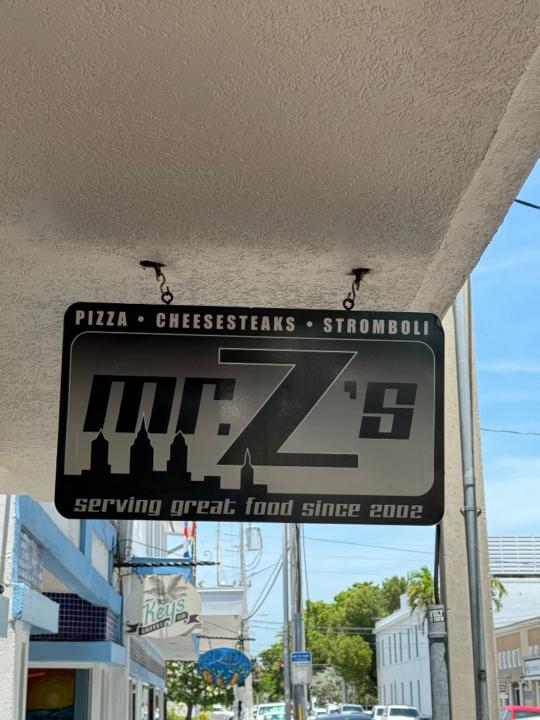 PIZZA • CHEESESTEAKS • STROMBOLI
mr.Z's
serving great food since 2002
Keys